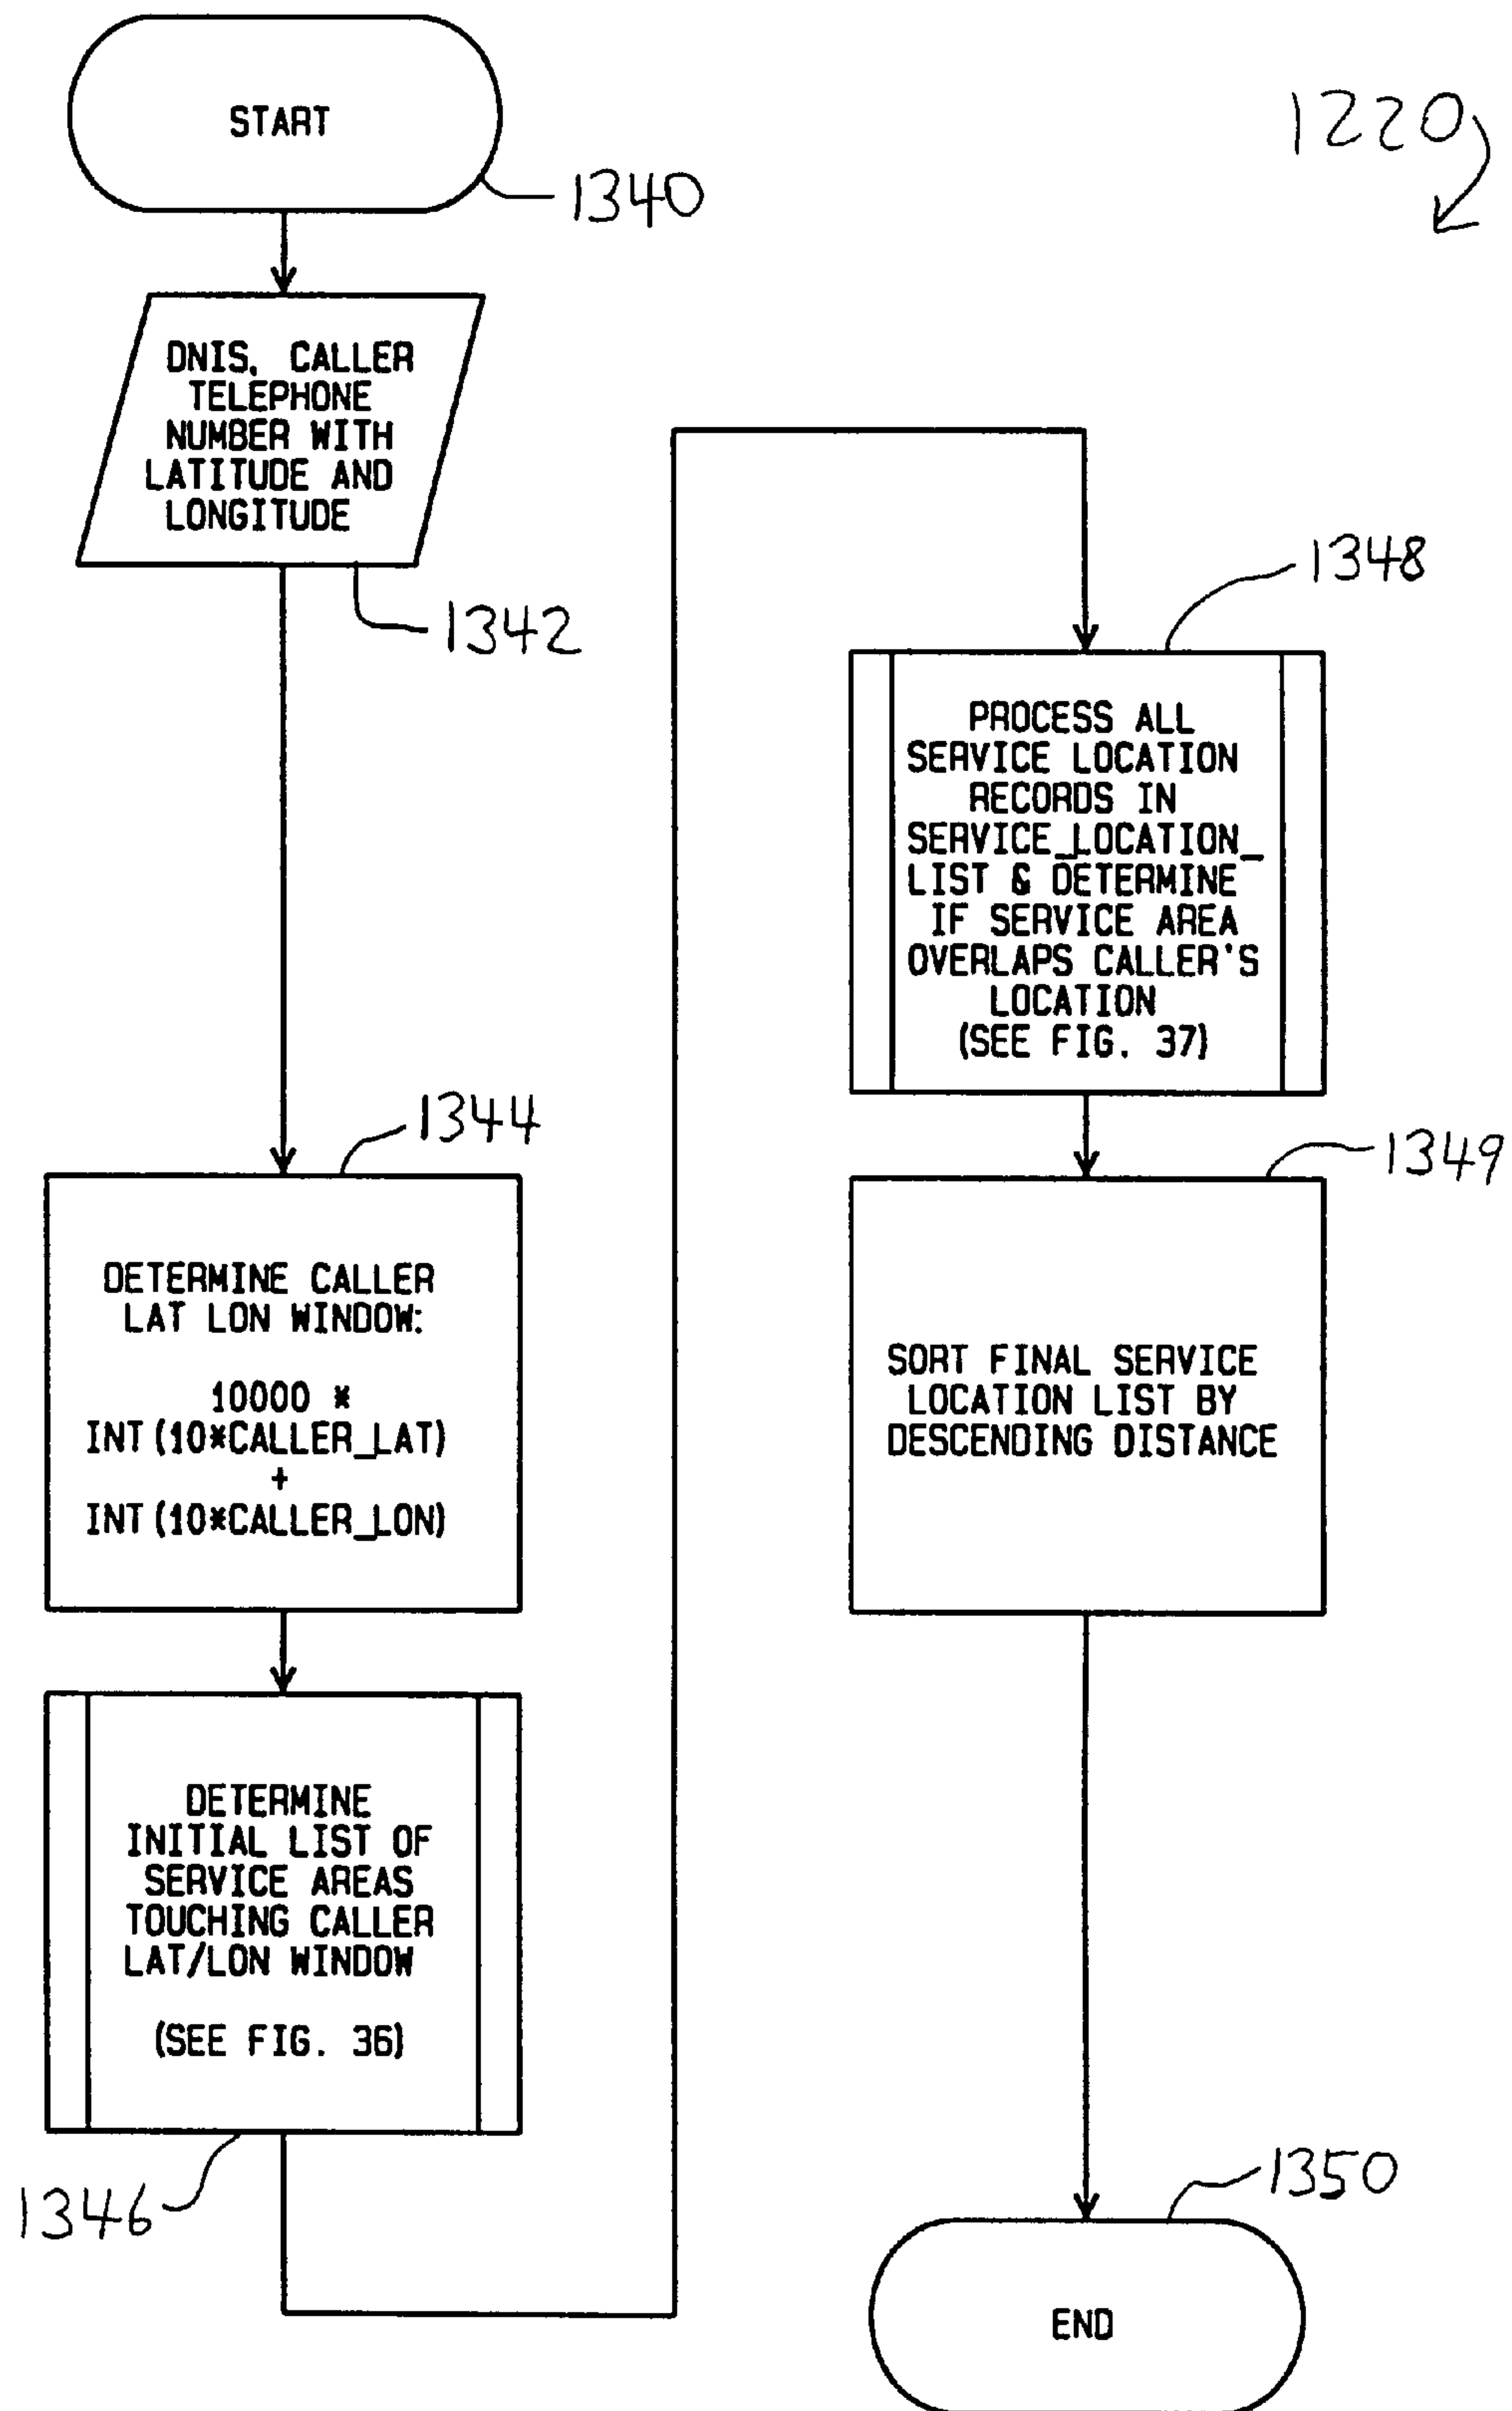 START
1340
1220
DNIS, CALLER
TELEPHONE
NUMBER WITH
LATITUDE AND
LONGITUDE
1342
1344
DETERMINE CALLER
LAT LON WINDOW:
10000 *
INT(10*CALLER_LAT)
+
INT(10*CALLER_LON)
DETERMINE
INITIAL LIST OF
SERVICE AREAS
TOUCHING CALLER
LAT/LON WINDOW
(SEE FIG. 36)
1346
1348
PROCESS ALL
SERVICE LOCATION
RECORDS IN
SERVICE_LOCATION_
LIST & DETERMINE
IF SERVICE AREA
OVERLAPS CALLER'S
LOCATION
(SEE FIG. 37)
1349
SORT FINAL SERVICE
LOCATION LIST BY
DESCENDING DISTANCE
1350
END